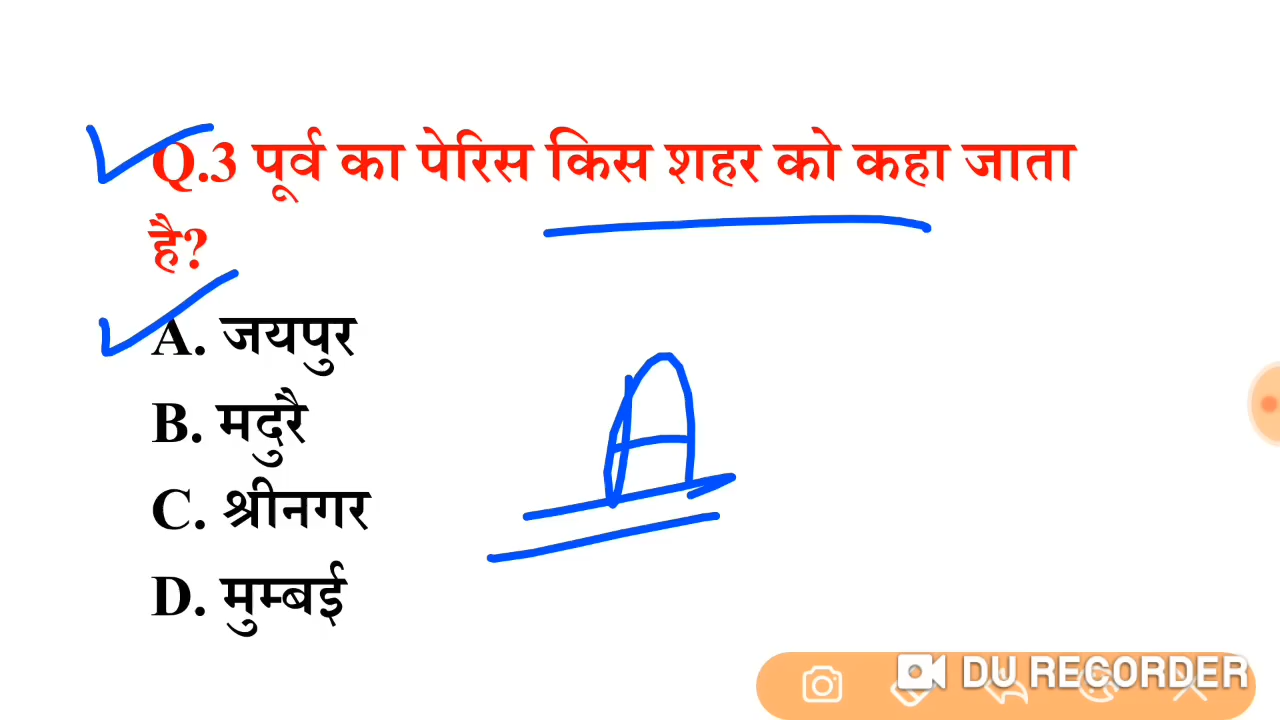 Q.3 पूर्व का पेरिस किस शहर को कहा जाता
है?
A. जयपुर
B. मदुरै
C. श्रीनगर
D. मुम्बई
A
DU RECORDER